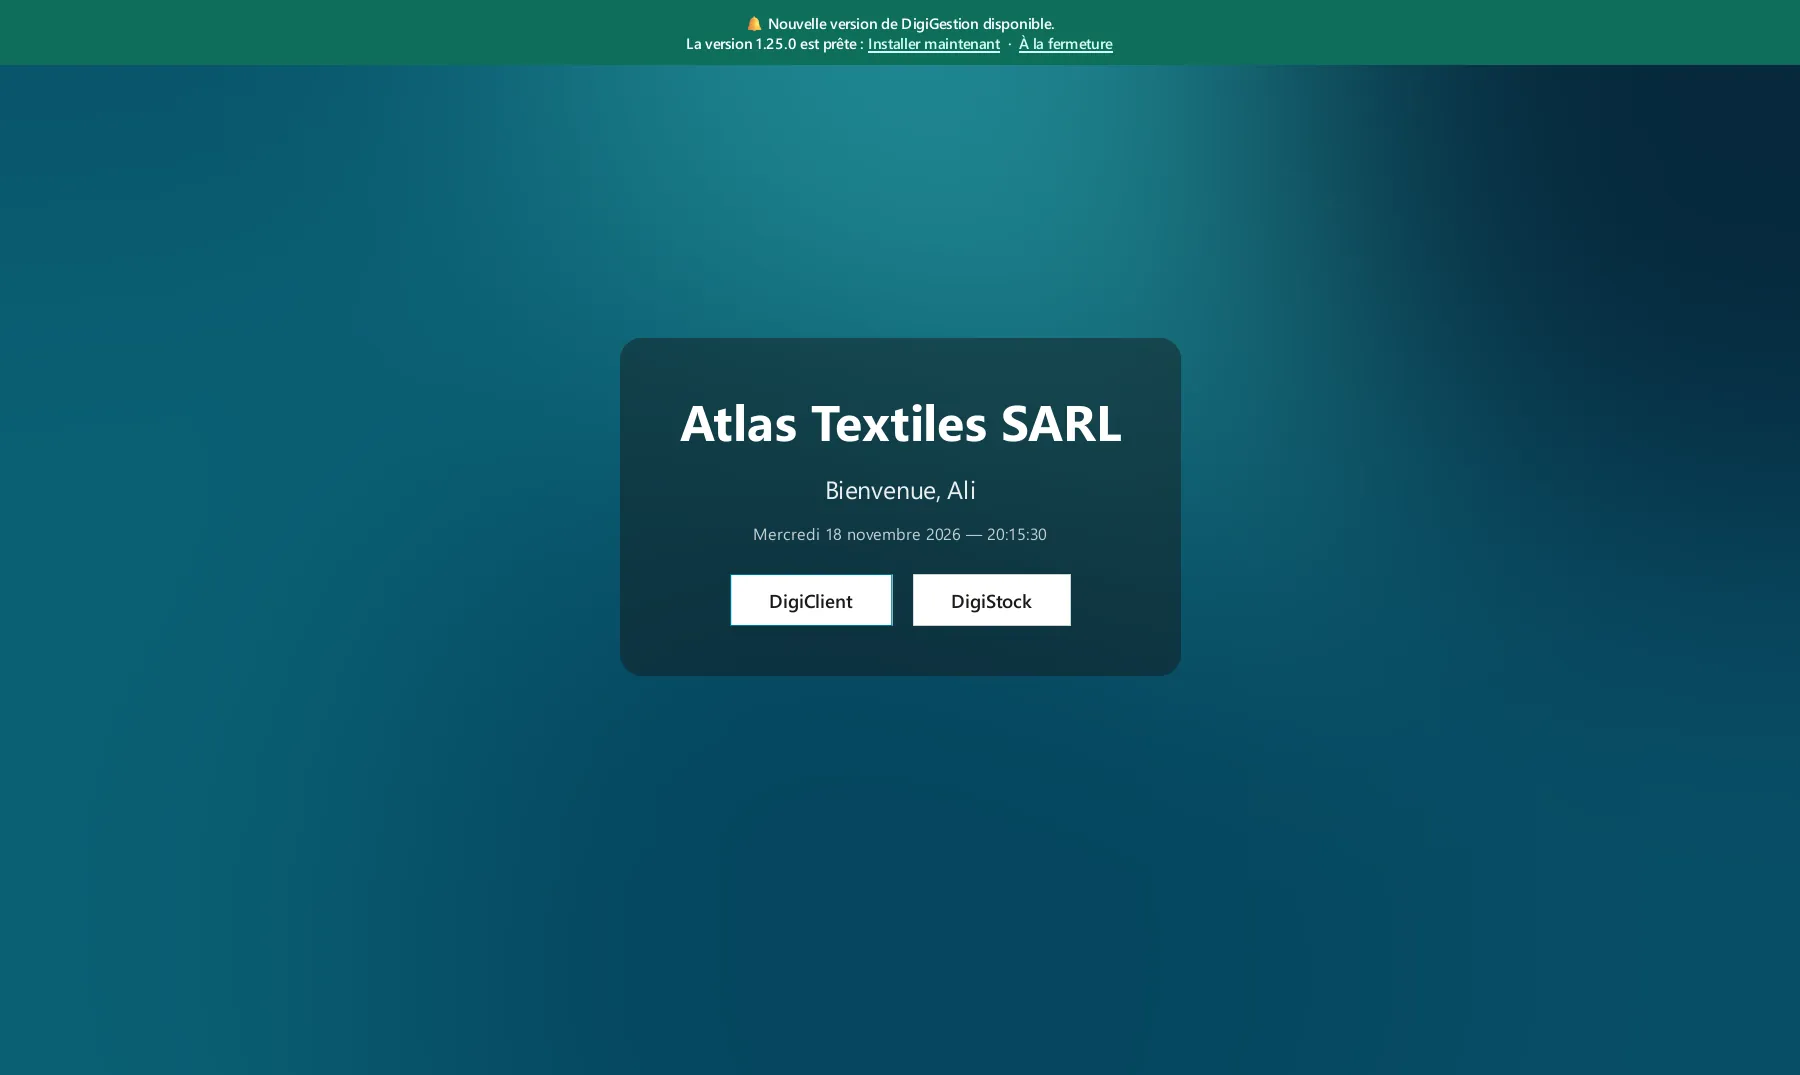 🔔 Nouvelle version de DigiGestion disponible.
La version 1.25.0 est prête : Installer maintenant · À la fermeture
Atlas Textiles SARL
Bienvenue, Ali
Mercredi 18 novembre 2026 — 20:15:30
DigiClient
DigiStock